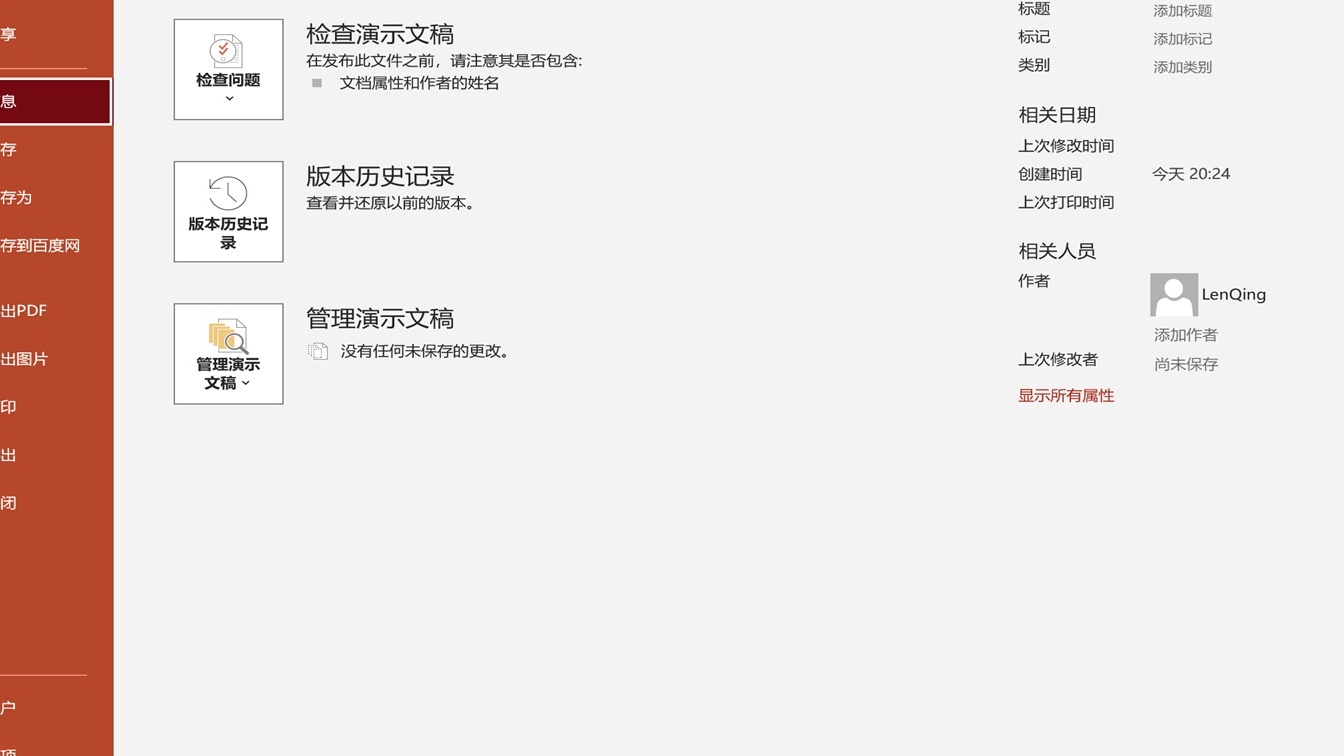 享
息
存
存为
存到百度网
出PDF
出图片
印
出
闭
户
项
检查问题
检查演示文稿
在发布此文件之前，请注意其是否包含:
文档属性和作者的姓名
版本历史记
录
版本历史记录
查看并还原以前的版本。
管理演示
文稿
管理演示文稿
没有任何未保存的更改。
标题 添加标题
标记 添加标记
类别 添加类别
相关日期
上次修改时间
创建时间 今天 20:24
上次打印时间
相关人员
作者
LenQing
添加作者
上次修改者 尚未保存
显示所有属性